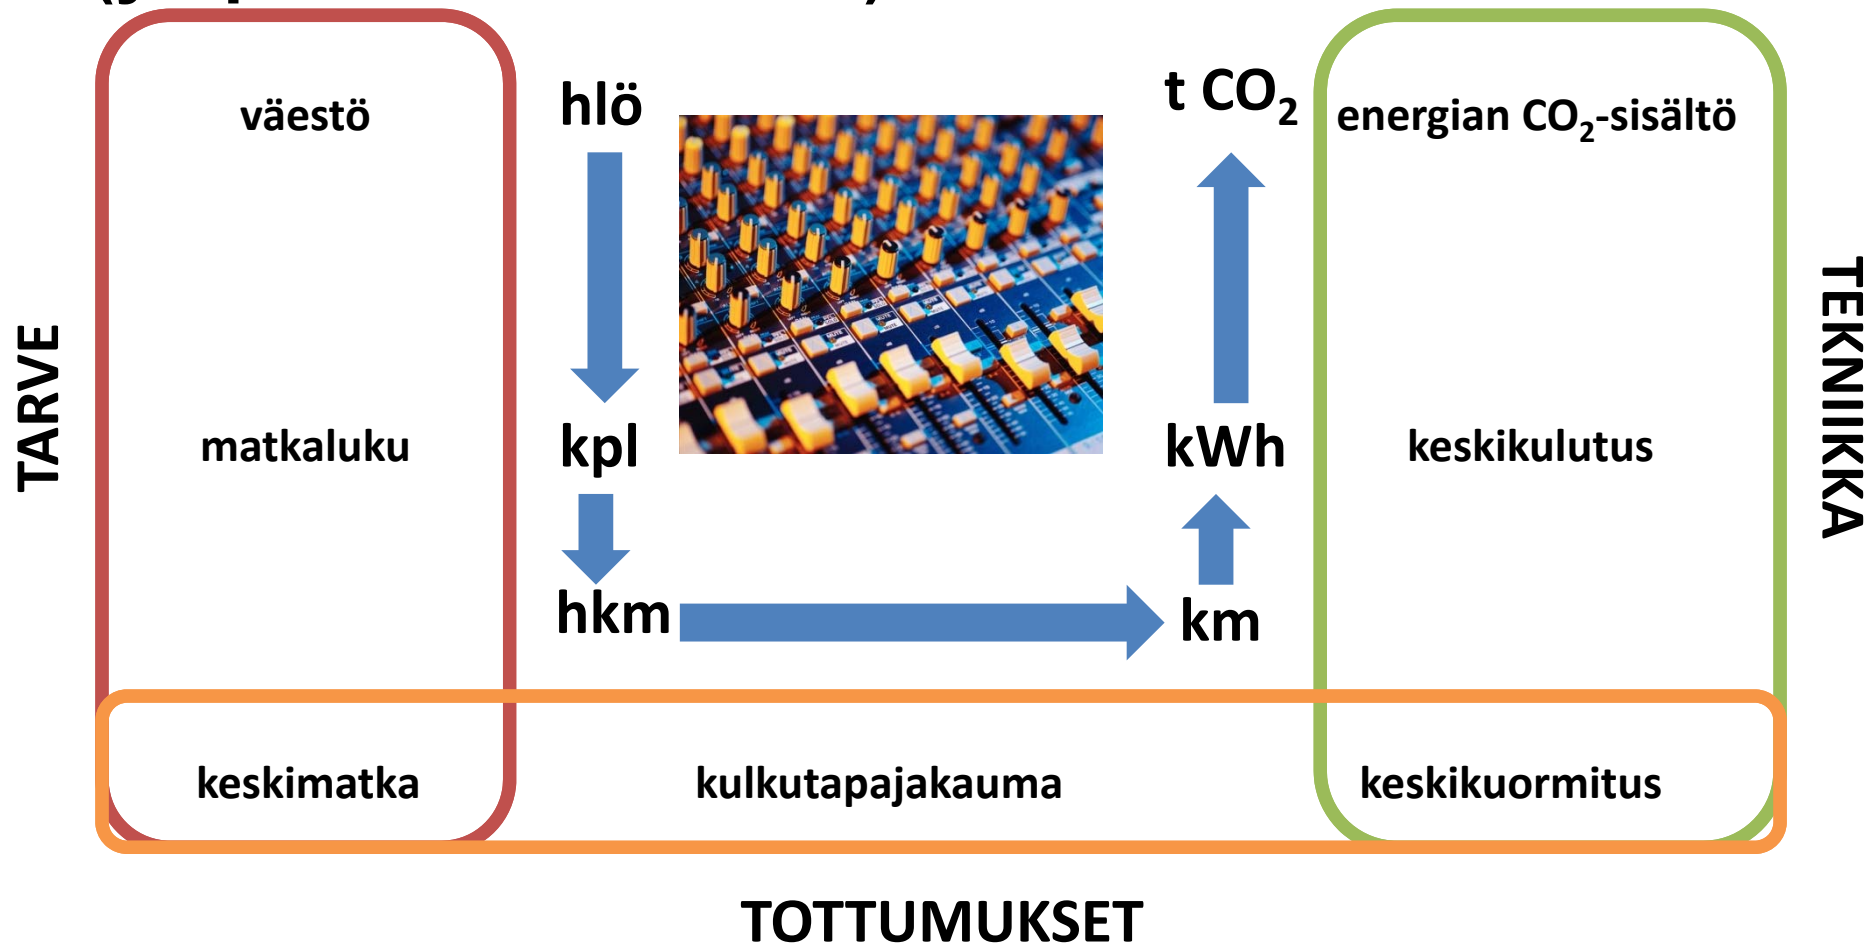 väestö
hlö
t CO₂
energian CO₂-sisältö
TARVE
TEKNIIKKA
matkaluku
kpl
kWh
keskikulutus
hkm
km
keskimatka
kulkutapajakauma
keskikuormitus
TOTTUMUKSET